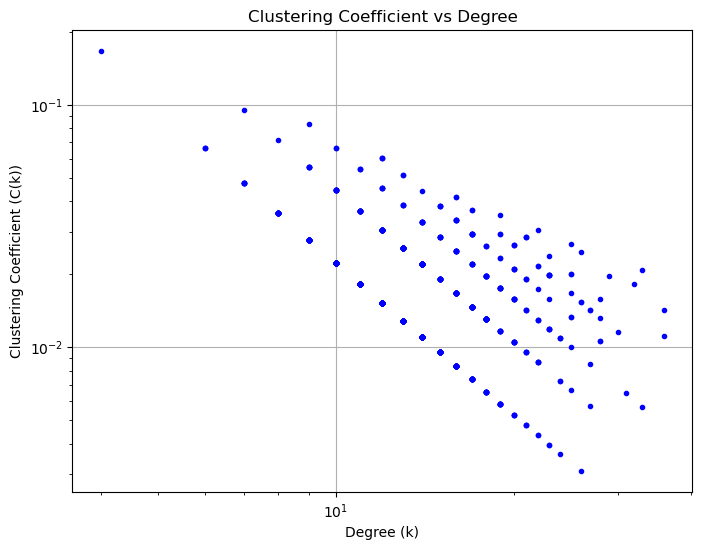 Clustering Coefficient vs Degree
10⁻¹
10⁻²
Clustering Coefficient (C(k))
10¹
Degree (k)